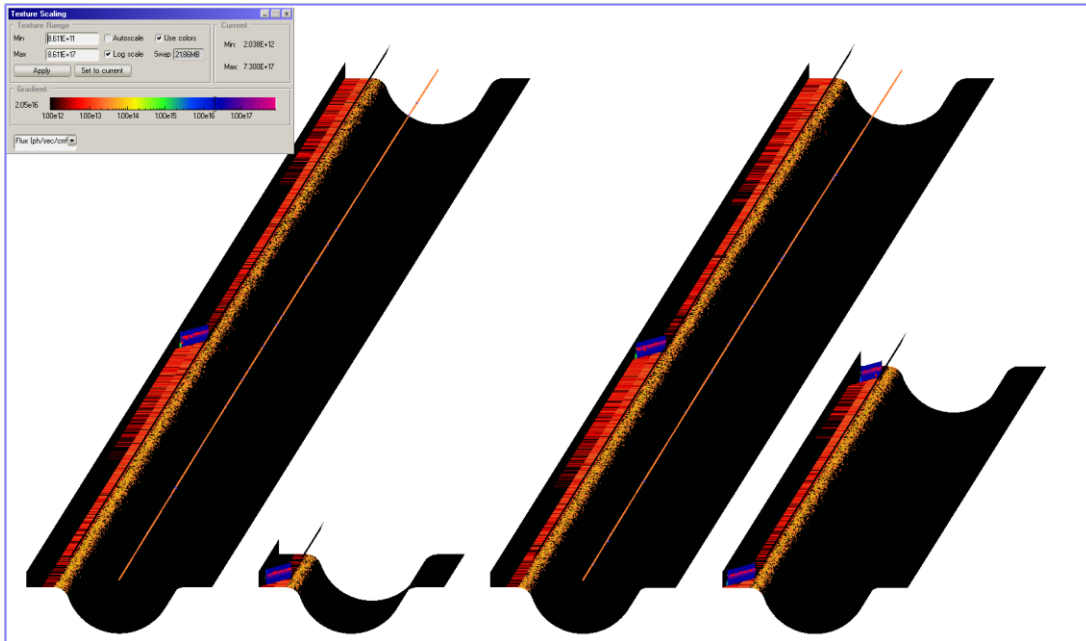 Texture Scaling
Texture Range
Min 8.611E+11 Autoscale Use colors
Max 8.611E+17 Log scale Swap 21.86MB
Apply Set to current
Current
Min: 2.038E+12
Max: 7.300E+17
Gradient
2.05e16
1.00e12 1.00e13 1.00e14 1.00e15 1.00e16 1.00e17
Flux (ph/sec/cm²